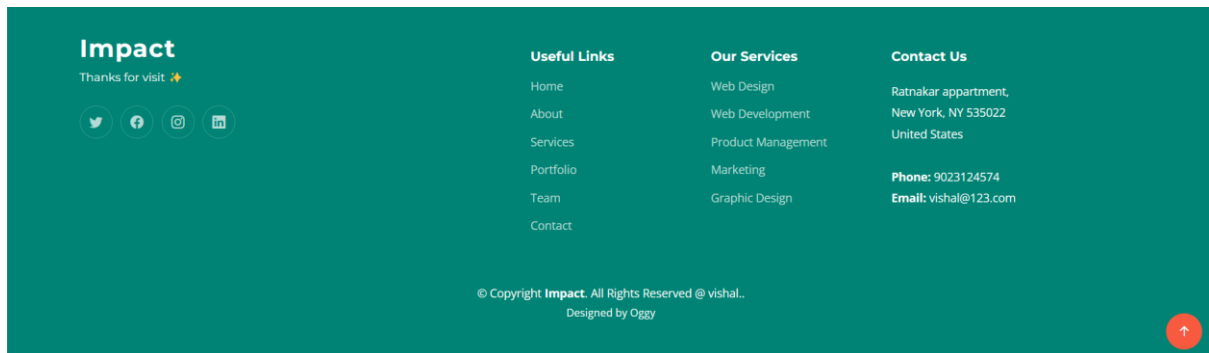 Impact
Thanks for visit ✨
Useful Links
Home
About
Services
Portfolio
Team
Contact
Our Services
Web Design
Web Development
Product Management
Marketing
Graphic Design
Contact Us
Ratnakar appartment,
New York, NY 535022
United States
Phone: 9023124574
Email: vishal@123.com
© Copyright Impact. All Rights Reserved @ vishal..
Designed by Oggy